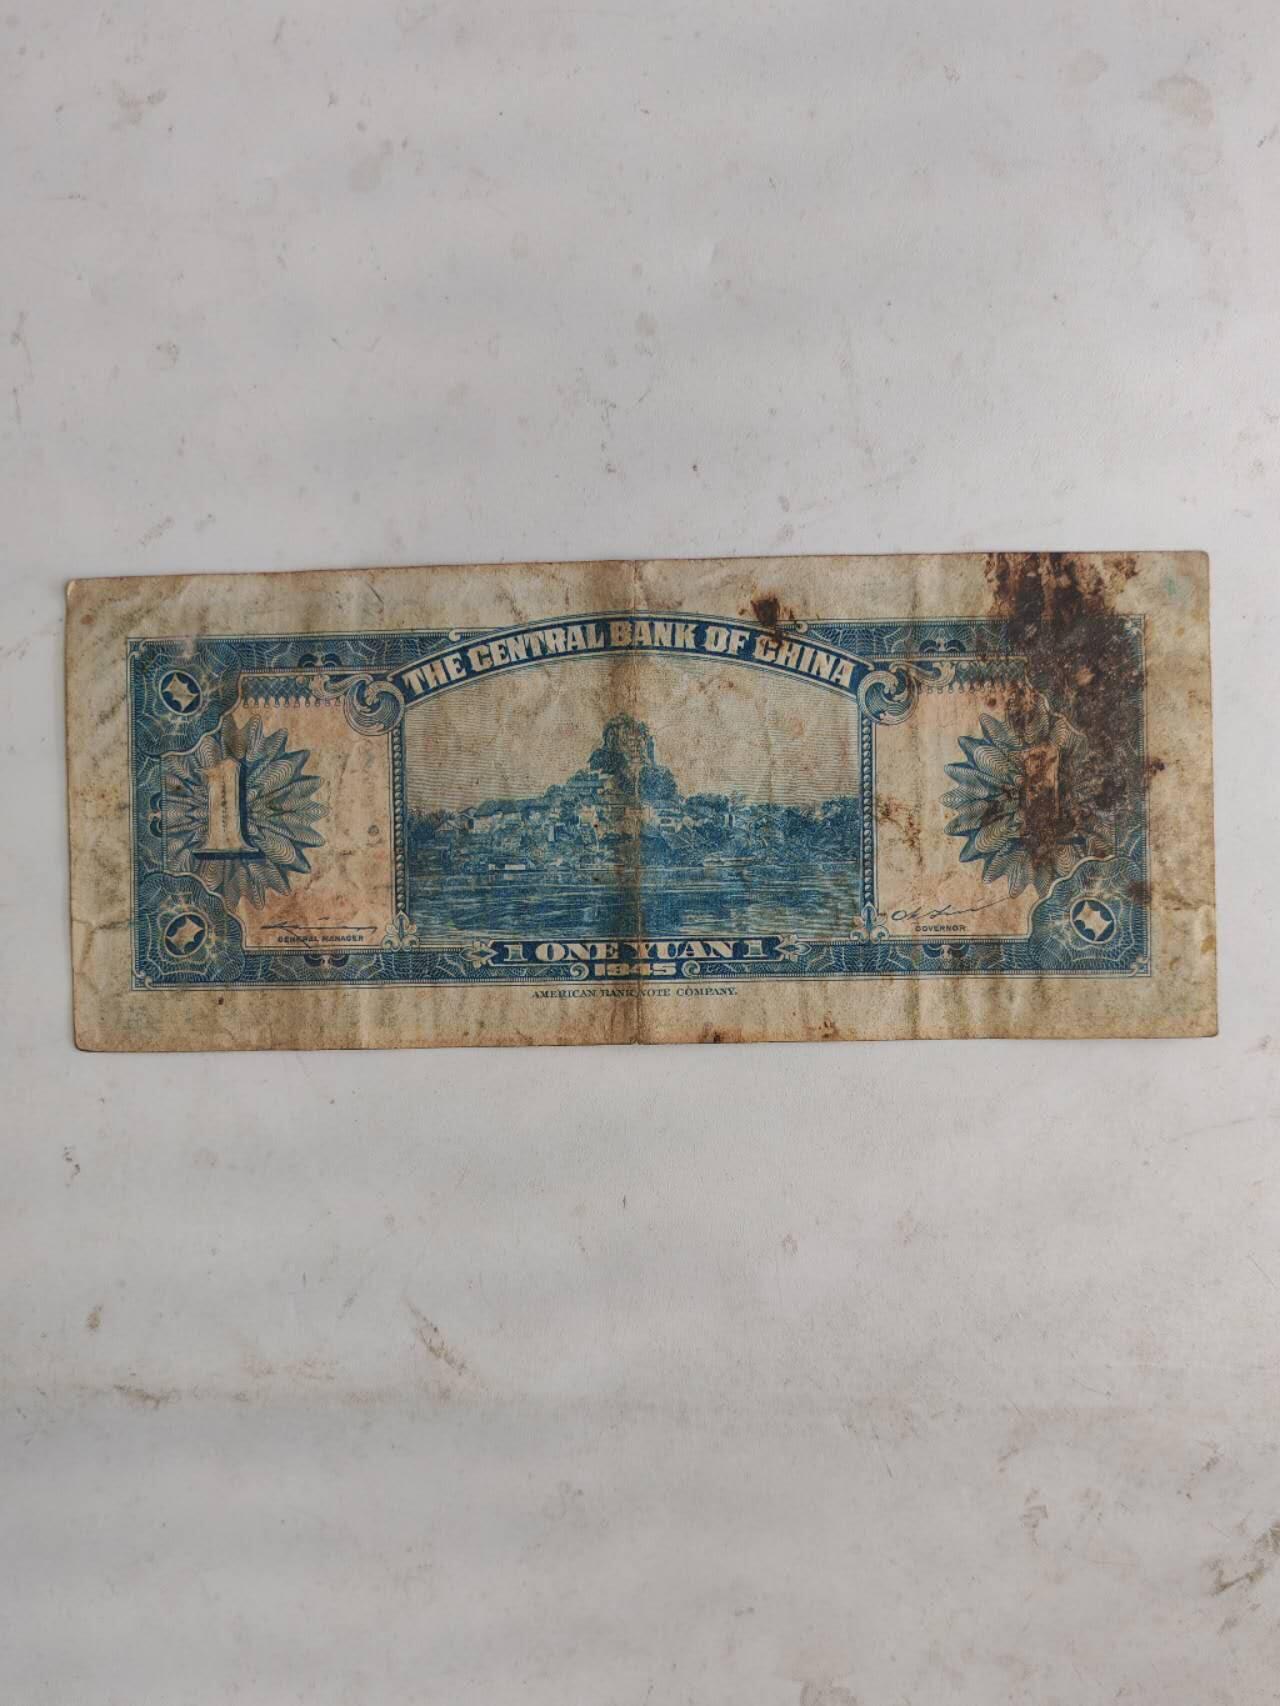 THE CENTRAL BANK OF CHINA
1
1
GENERAL MANAGER
GOVERNOR
1 ONE YUAN 1
1945
AMERICAN BANK NOTE COMPANY.